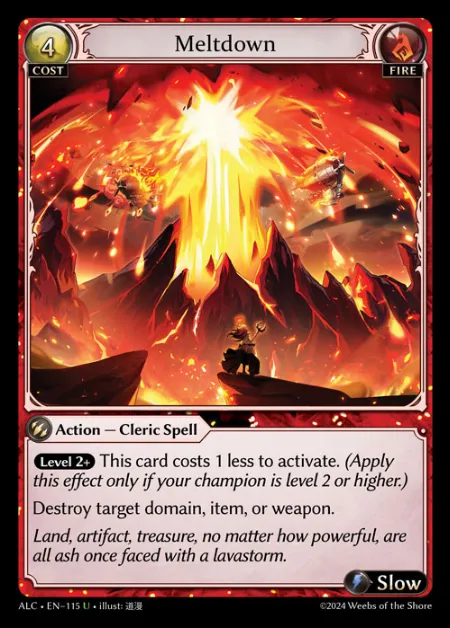 4
Meltdown
COST
FIRE
Action — Cleric Spell
Level 2+ This card costs 1 less to activate. (Apply
this effect only if your champion is level 2 or higher.)
Destroy target domain, item, or weapon.
Land, artifact, treasure, no matter how powerful, are
all ash once faced with a lavastorm.
Slow
ALC • EN–115 U • illust: 道漫
©2024 Weebs of the Shore